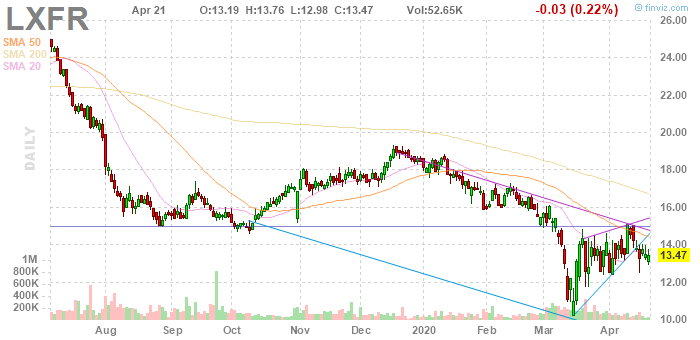 LXFR
Apr 21 O:13.19 H:13.76 L:12.98 C:13.47 Vol:52.65K -0.03 (0.22%)
© finviz.com
SMA 50
SMA 200
SMA 20
DAILY
26.00
24.00
22.00
20.00
18.00
16.00
14.00
13.47
12.00
10.00
1M
800K
600K
400K
200K
Aug Sep Oct Nov Dec 2020 Feb Mar Apr